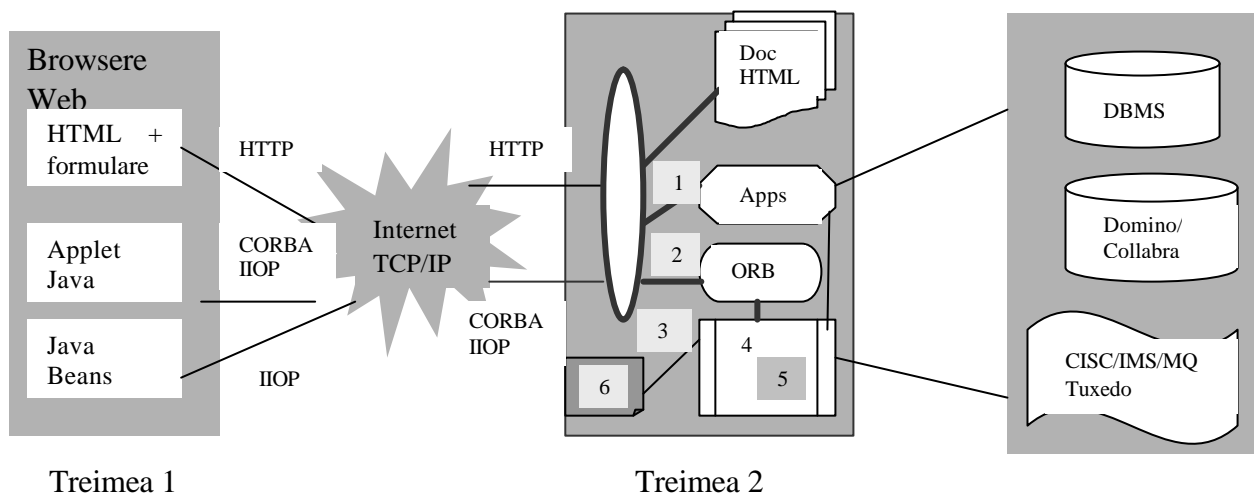 Browsere
Web
HTML + 
formulare
Applet
Java
Java
Beans
HTTP
CORBA
IIOP
IIOP
Internet
TCP/IP
HTTP
CORBA
IIOP
Doc
HTML
1
Apps
2
ORB
3
4
5
6
DBMS
Domino/
Collabra
CISC/IMS/MQ
Tuxedo
Treimea 1
Treimea 2